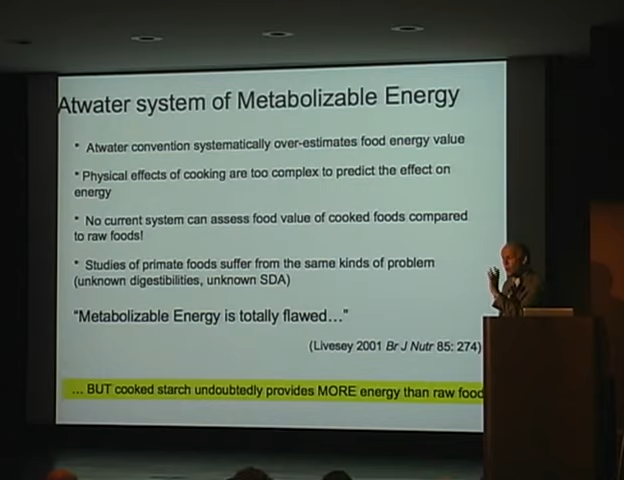 Atwater system of Metabolizable Energy
* Atwater convention systematically over-estimates food energy value
* Physical effects of cooking are too complex to predict the effect on
energy
* No current system can assess food value of cooked foods compared
to raw foods!
* Studies of primate foods suffer from the same kinds of problem
(unknown digestibilities, unknown SDA)
“Metabolizable Energy is totally flawed…”
(Livesey 2001 Br J Nutr 85: 274)
… BUT cooked starch undoubtedly provides MORE energy than raw food